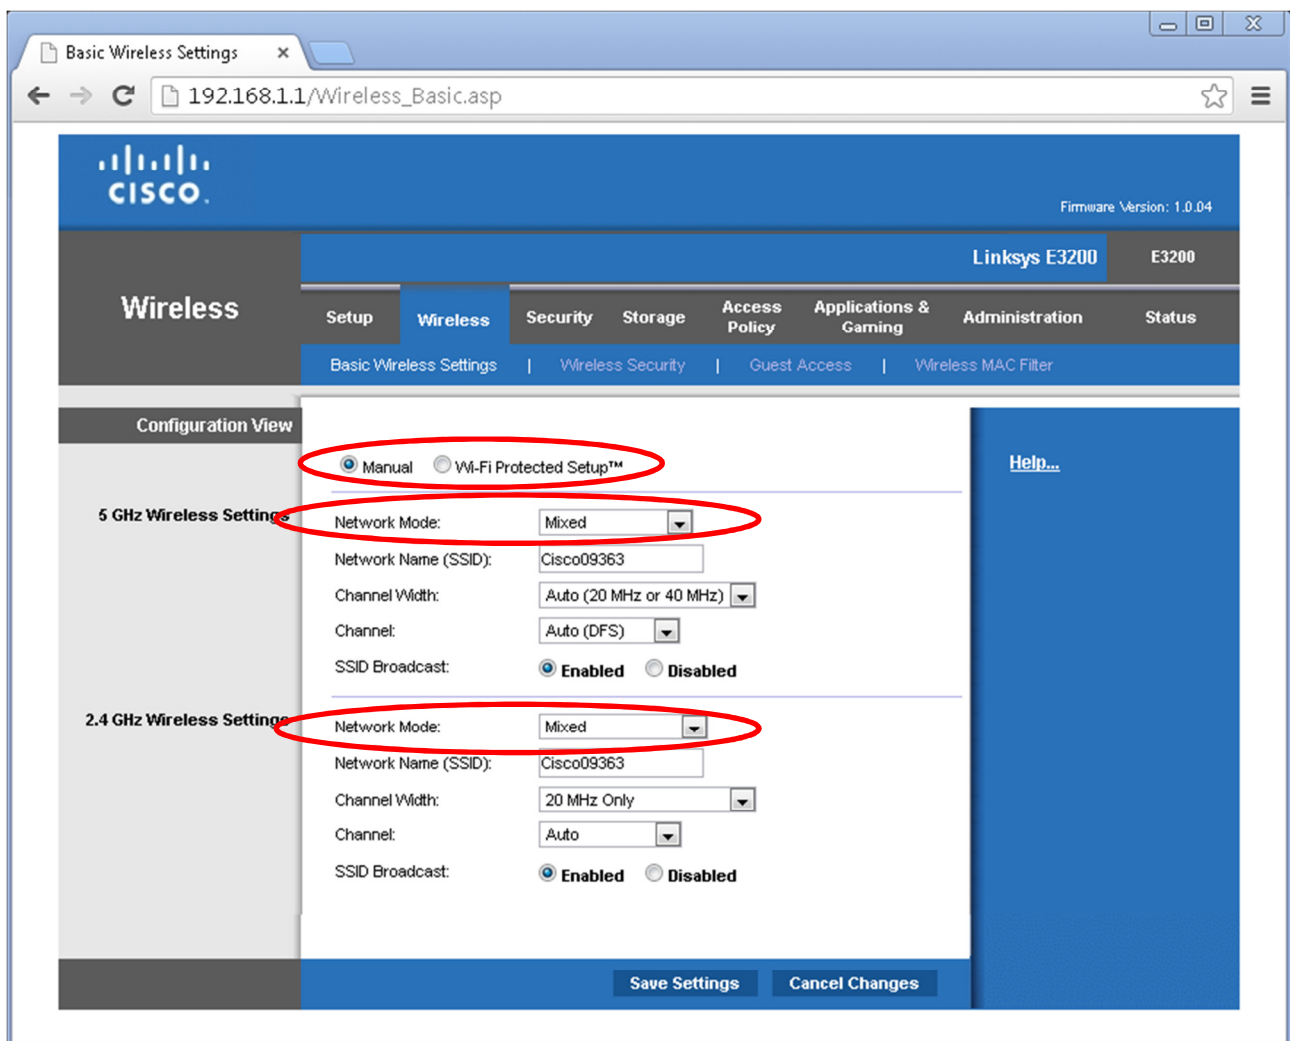 Basic Wireless Settings
192.168.1.1/Wireless_Basic.asp
CISCO.
Firmware Version: 1.0.04
Linksys E3200 E3200
Wireless
Setup Wireless Security Storage Access Policy Applications & Gaming Administration Status
Basic Wireless Settings | Wireless Security | Guest Access | Wireless MAC Filter
Configuration View
Manual Wi-Fi Protected Setup™
Help...
5 GHz Wireless Settings
Network Mode: Mixed
Network Name (SSID): Cisco09363
Channel Width: Auto (20 MHz or 40 MHz)
Channel: Auto (DFS)
SSID Broadcast: Enabled Disabled
2.4 GHz Wireless Settings
Network Mode: Mixed
Network Name (SSID): Cisco09363
Channel Width: 20 MHz Only
Channel: Auto
SSID Broadcast: Enabled Disabled
Save Settings Cancel Changes